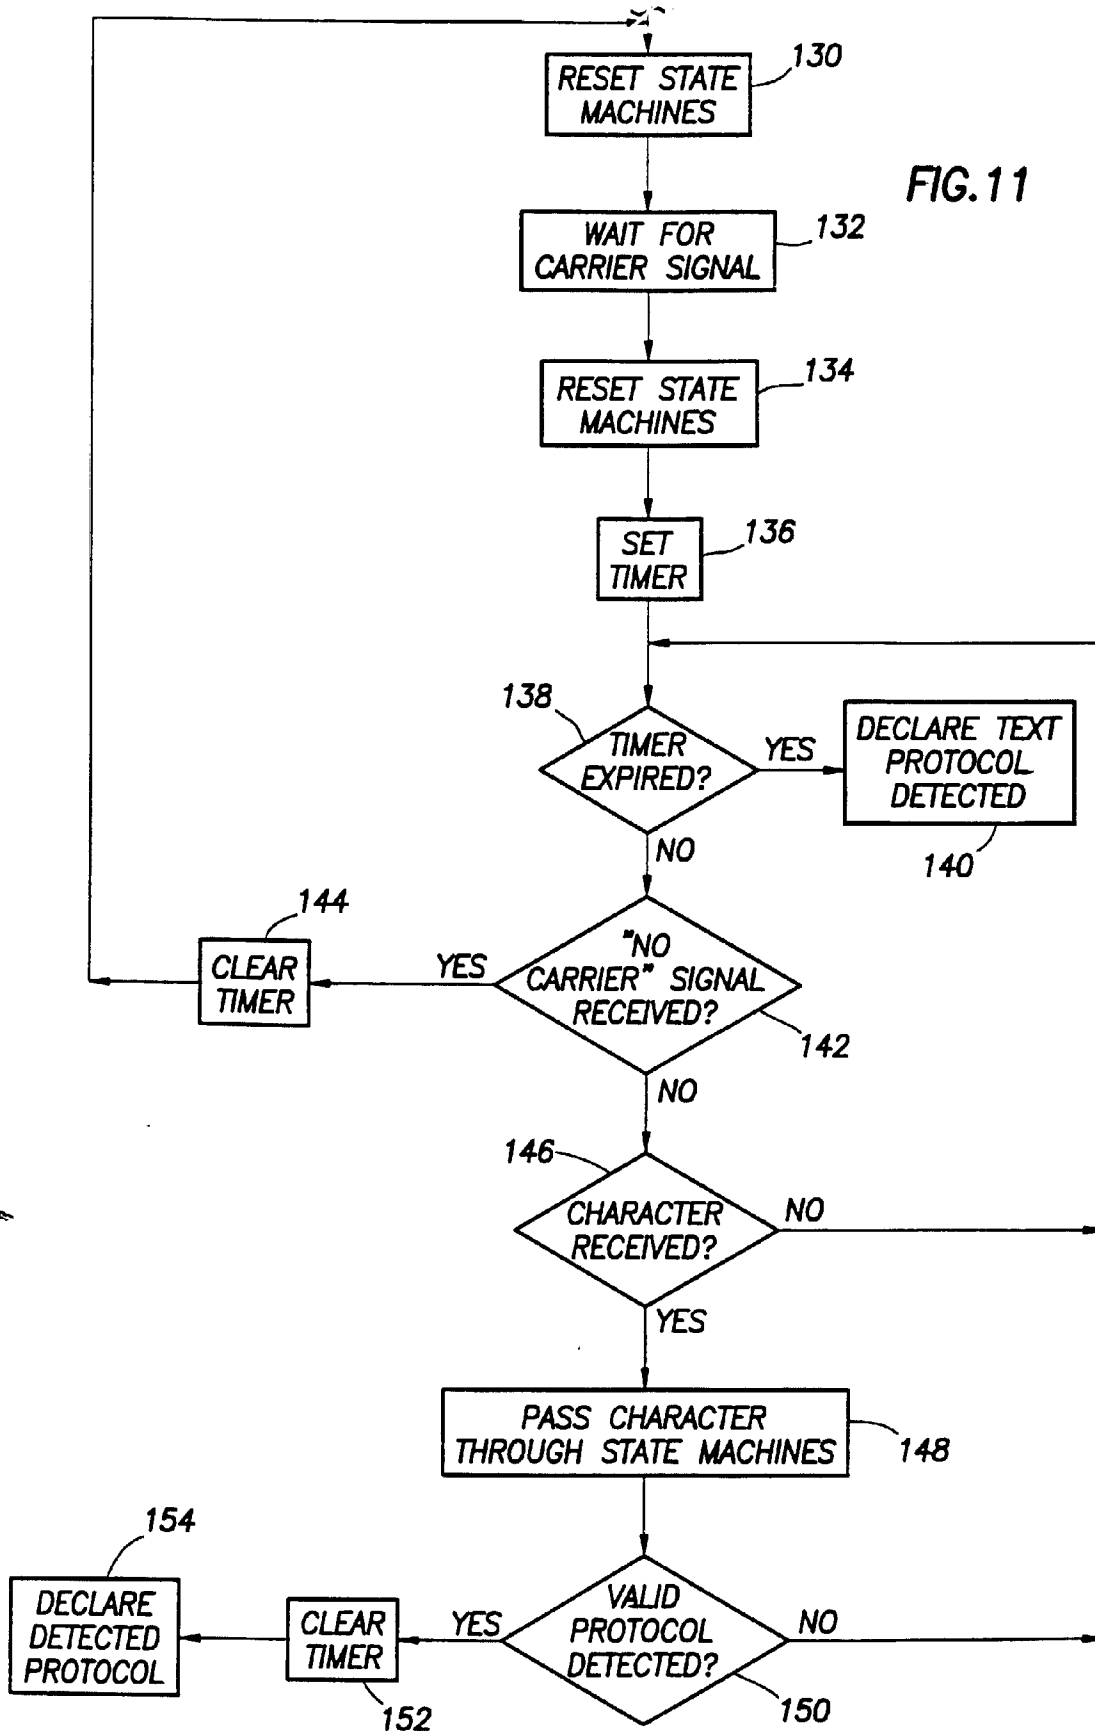 RESET STATE
MACHINES
130
FIG.11
WAIT FOR
CARRIER SIGNAL
132
RESET STATE
MACHINES
134
SET
TIMER
136
138
TIMER
EXPIRED?
YES
DECLARE TEXT
PROTOCOL
DETECTED
140
NO
144
CLEAR
TIMER
YES
"NO
CARRIER" SIGNAL
RECEIVED?
142
NO
146
CHARACTER
RECEIVED?
NO
YES
PASS CHARACTER
THROUGH STATE MACHINES
148
154
DECLARE
DETECTED
PROTOCOL
CLEAR
TIMER
152
YES
VALID
PROTOCOL
DETECTED?
NO
150